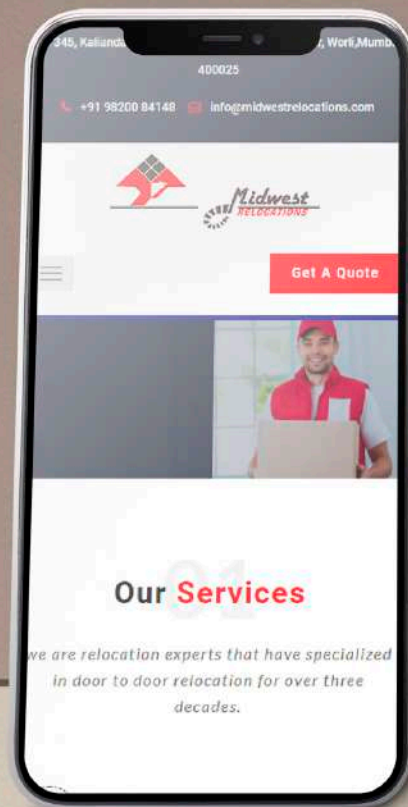 345, Kalianda , Worli,Mumb
400025
+91 98200 84148 info@midwestrelocations.com
Midwest
RELOCATIONS
Get A Quote
01
Our Services
we are relocation experts that have specialized
in door to door relocation for over three
decades.